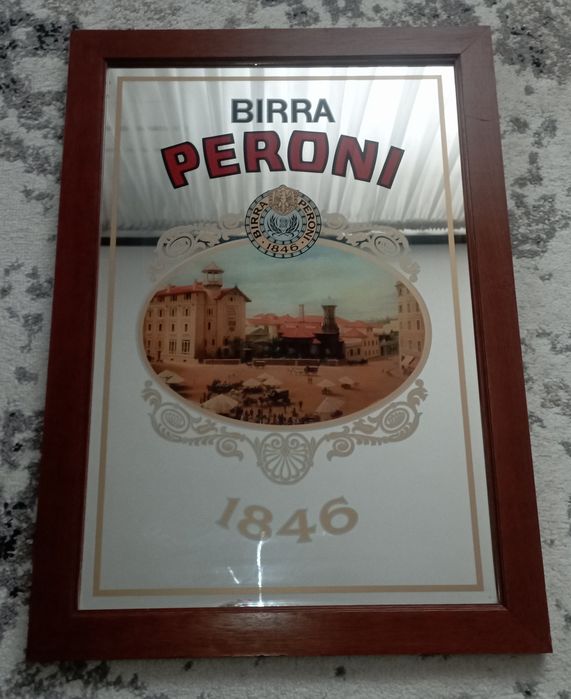 BIRRA
PERONI
BIRRA PERONI
· 1846 ·
1846